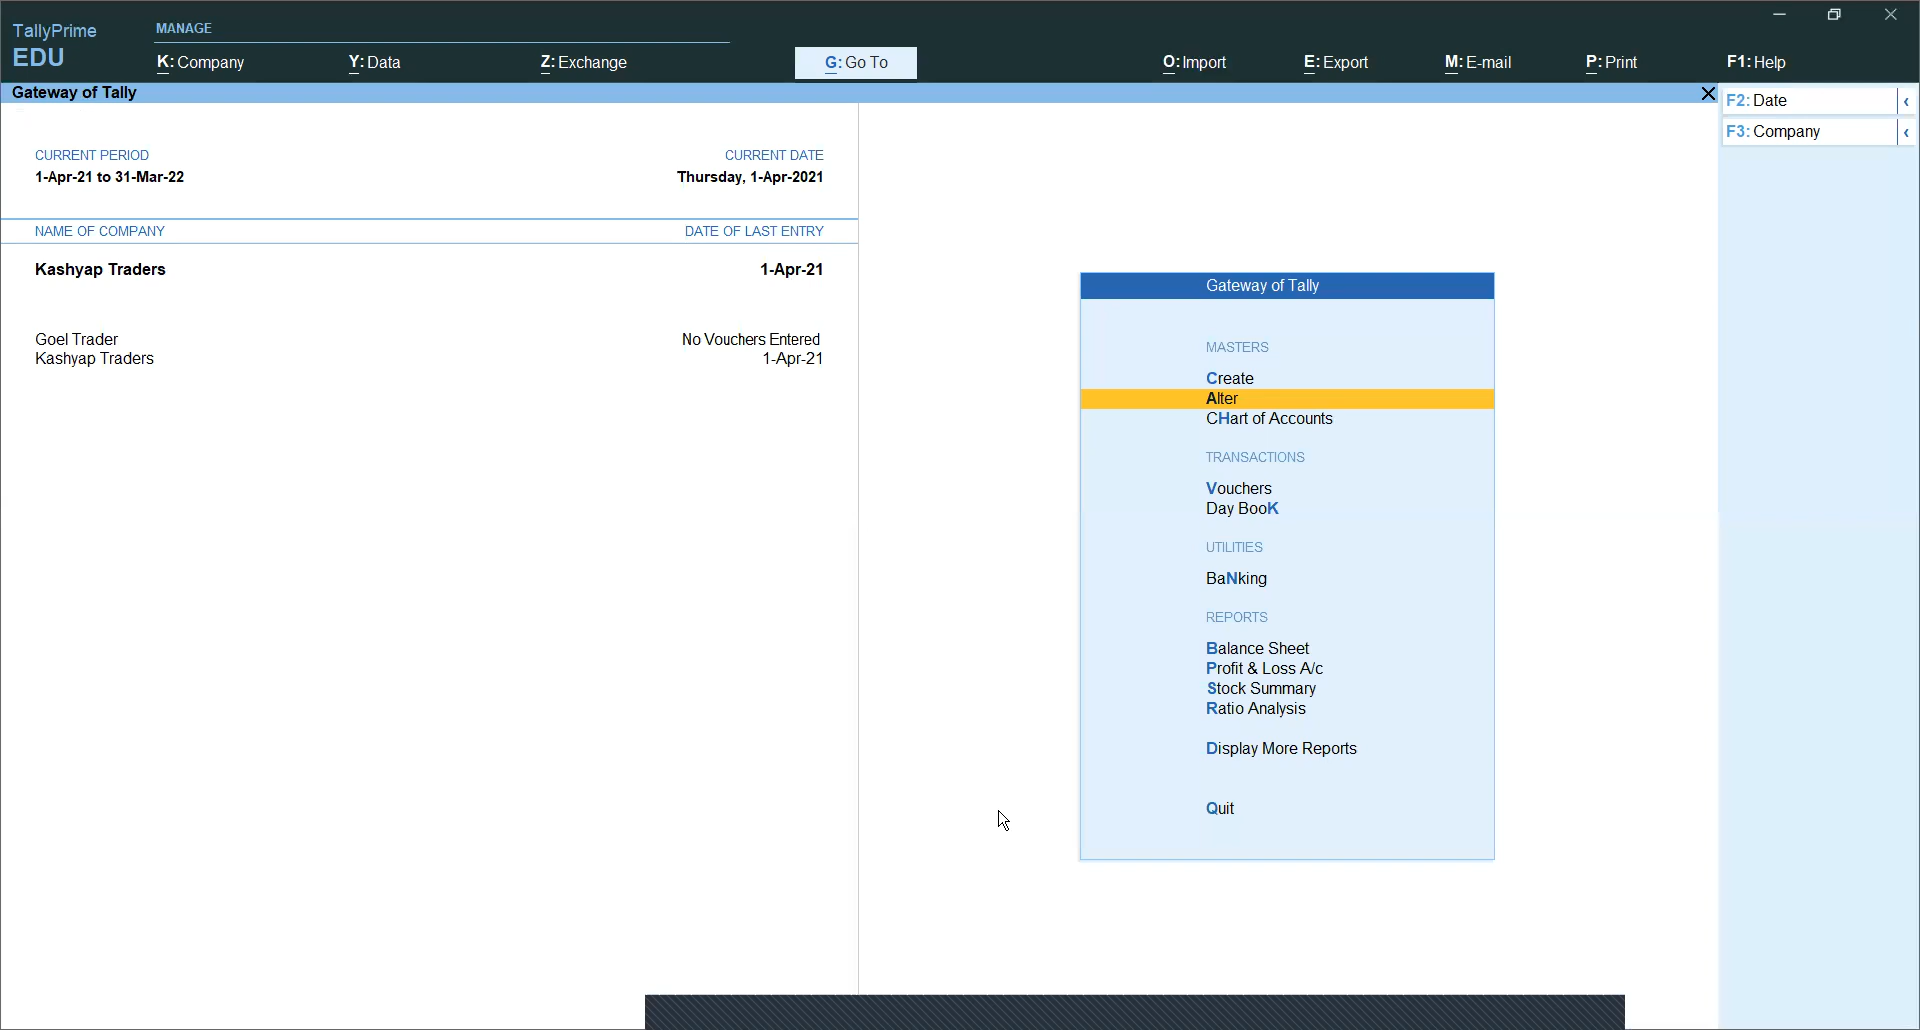 TallyPrime
EDU
MANAGE
K: Company
Y: Data
Z: Exchange
G: Go To
O: Import
E: Export
M: E-mail
P: Print
F1: Help
Gateway of Tally
F2: Date
F3: Company
CURRENT PERIOD
CURRENT DATE
1-Apr-21 to 31-Mar-22
Thursday, 1-Apr-2021
NAME OF COMPANY
DATE OF LAST ENTRY
Kashyap Traders
1-Apr-21
Goel Trader
No Vouchers Entered
Kashyap Traders
1-Apr-21
Gateway of Tally
MASTERS
Create
Alter
CHart of Accounts
TRANSACTIONS
Vouchers
Day BooK
UTILITIES
BaNking
REPORTS
Balance Sheet
Profit & Loss A/c
Stock Summary
Ratio Analysis
Display More Reports
Quit